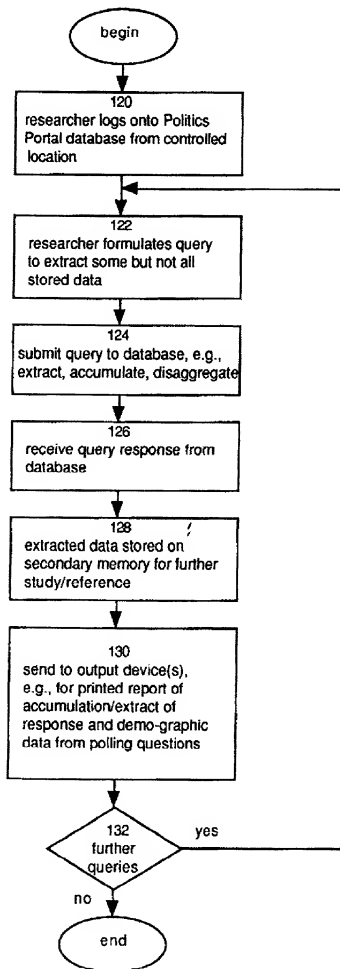 begin
120
researcher logs onto Politics
Portal database from controlled
location
122
researcher formulates query
to extract some but not all
stored data
124
submit query to database, e.g.,
extract, accumulate, disaggregate
126
receive query response from
database
128
extracted data stored on
secondary memory for further
study/reference
130
send to output device(s),
e.g., for printed report of
accumulation/extract of
response and demo-graphic
data from polling questions
132
further
queries
yes
no
end